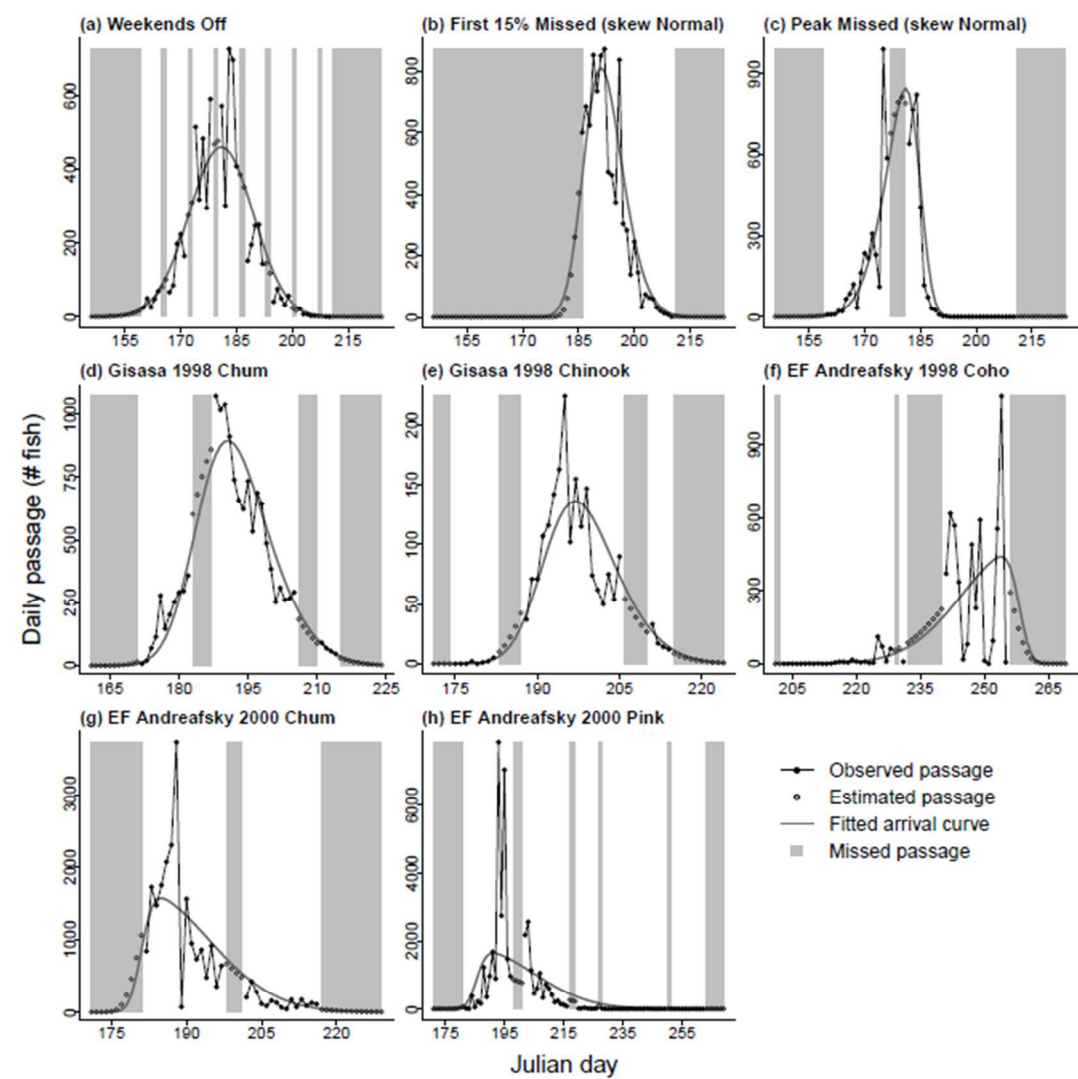 (a) Weekends Off
(b) First 15% Missed (skew Normal)
(c) Peak Missed (skew Normal)
0 200 400 600
155 170 185 200 215
0 200 400 600 800
155 170 185 200 215
0 300 600 900
155 170 185 200 215
(d) Gisasa 1998 Chum
(e) Gisasa 1998 Chinook
(f) EF Andreafsky 1998 Coho
Daily passage (# fish)
0 250 500 750 1000
165 180 195 210 225
0 50 100 150 200
175 190 205 220
0 300 600 900
205 220 235 250 265
(g) EF Andreafsky 2000 Chum
(h) EF Andreafsky 2000 Pink
0 1000 2000 3000
175 190 205 220
0 2000 4000 6000
175 195 215 235 255
Observed passage
Estimated passage
Fitted arrival curve
Missed passage
Julian day